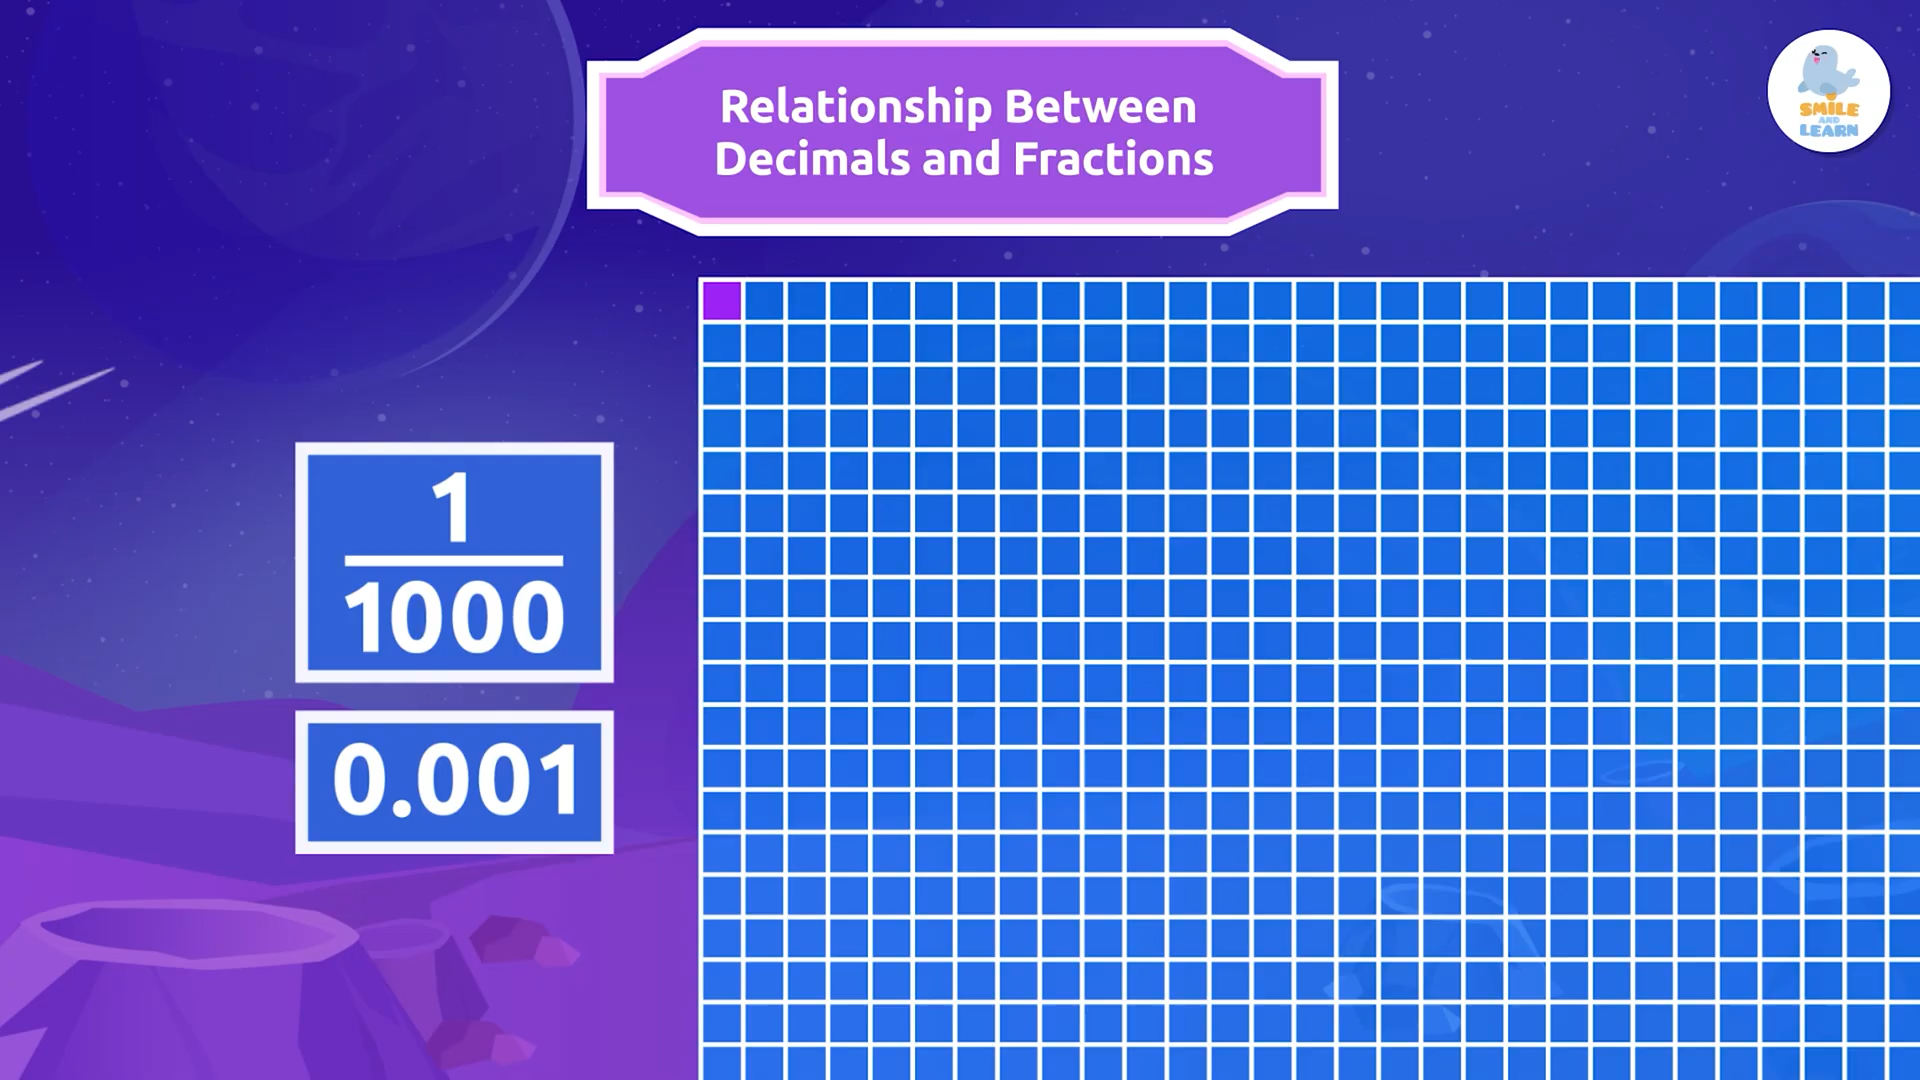 Relationship Between
Decimals and Fractions
SMILE
AND
LEARN
1
1000
0.001